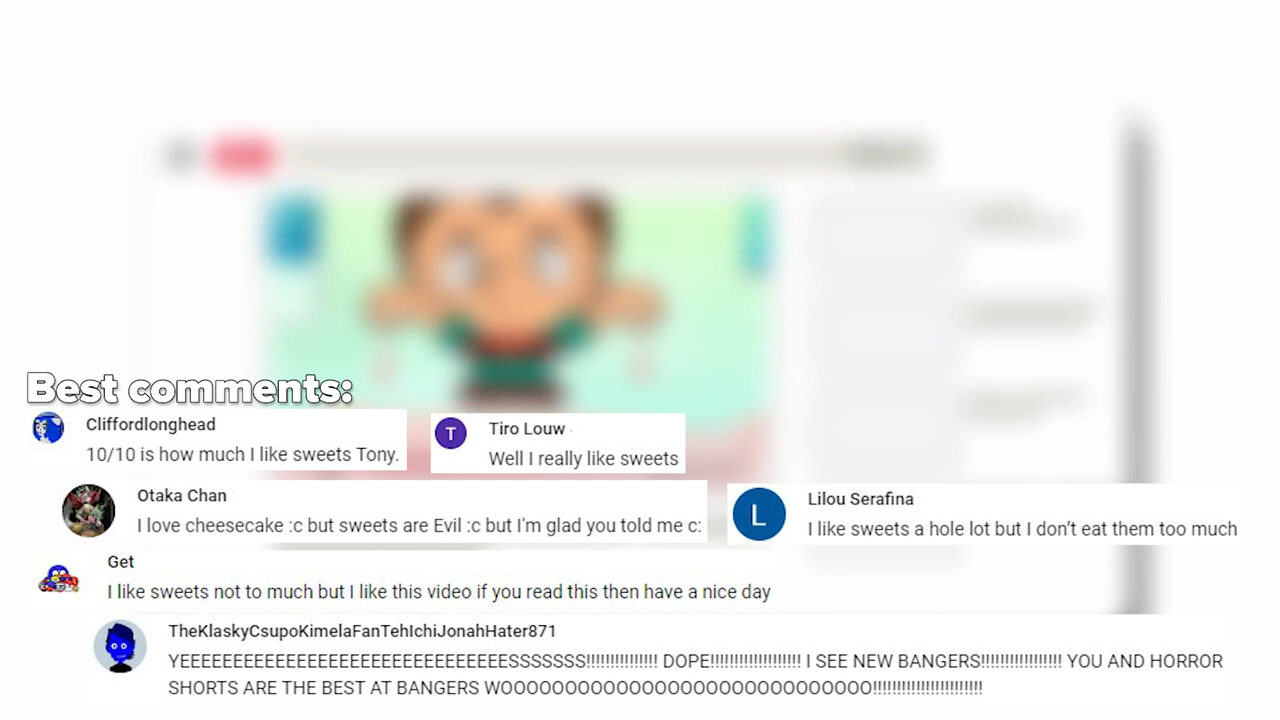 Best comments:
Cliffordlonghead
10/10 is how much I like sweets Tony.
T
Tiro Louw
Well I really like sweets
Otaka Chan
I love cheesecake :c but sweets are Evil :c but I'm glad you told me c:
L
Lilou Serafina
I like sweets a hole lot but I don’t eat them too much
Get
I like sweets not to much but I like this video if you read this then have a nice day
TheKlaskyCsupoKimelaFanTehIchiJonahHater871
YEEEEEEEEEEEEEEEEEEEEEEEEEEEEEEESSSSSSS!!!!!!!!!!!!!!! DOPE!!!!!!!!!!!!!!!!!!! I SEE NEW BANGERS!!!!!!!!!!!!!!!!! YOU AND HORROR
SHORTS ARE THE BEST AT BANGERS WOOOOOOOOOOOOOOOOOOOOOOOOOOOOO!!!!!!!!!!!!!!!!!!!!!!!